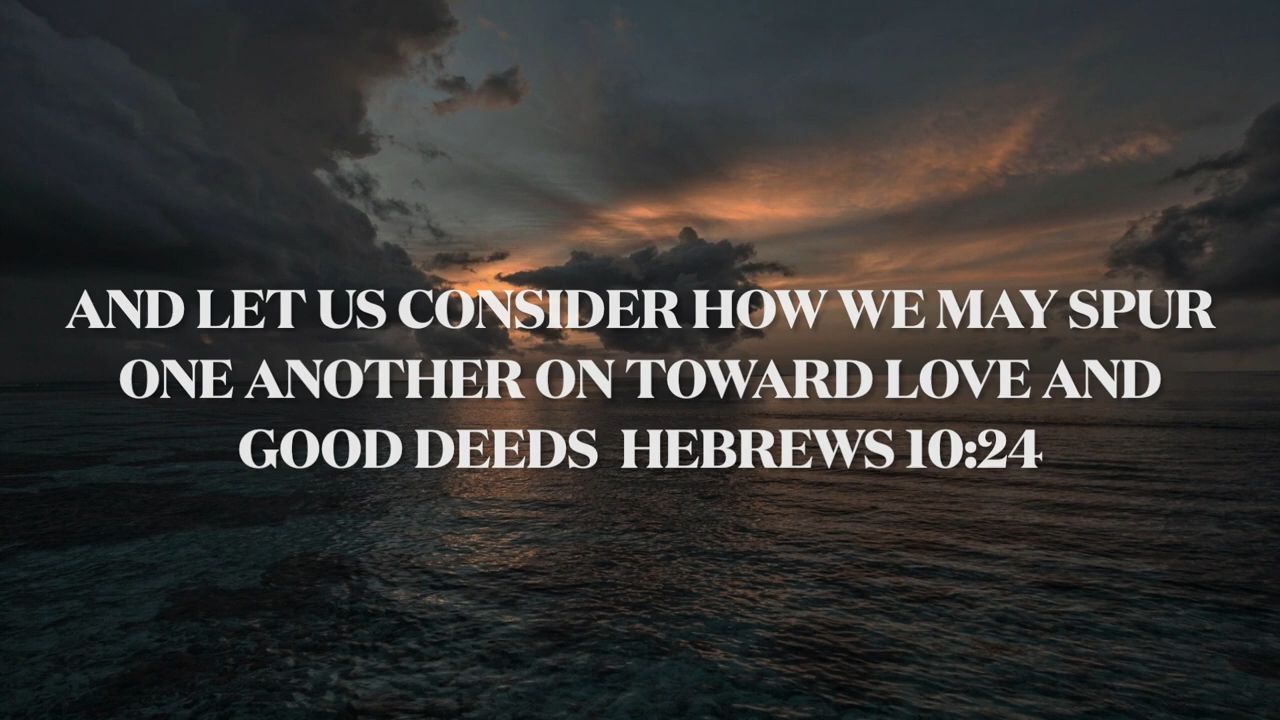 AND LET US CONSIDER HOW WE MAY SPUR
ONE ANOTHER ON TOWARD LOVE AND
GOOD DEEDS  HEBREWS 10:24